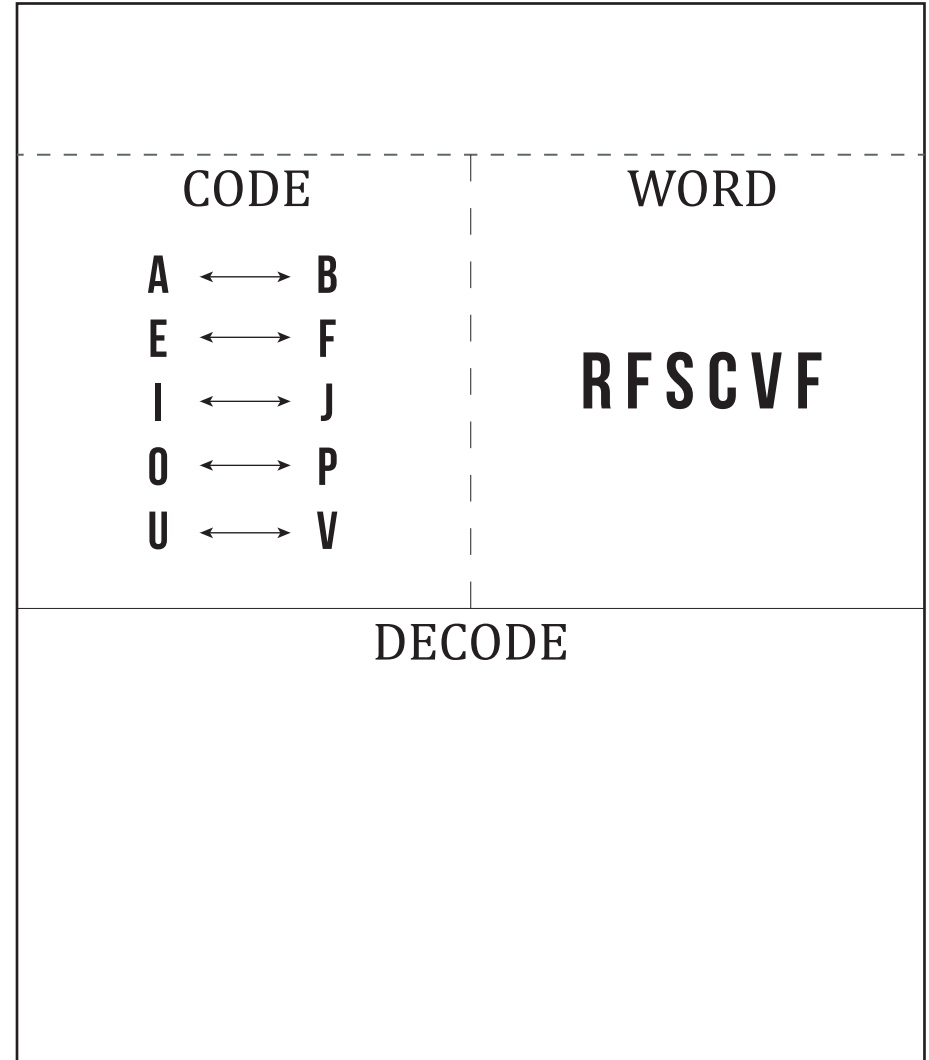 CODE
A ⟷ B
E ⟷ F
I ⟷ J
O ⟷ P
U ⟷ V
WORD
RFSCVF
DECODE